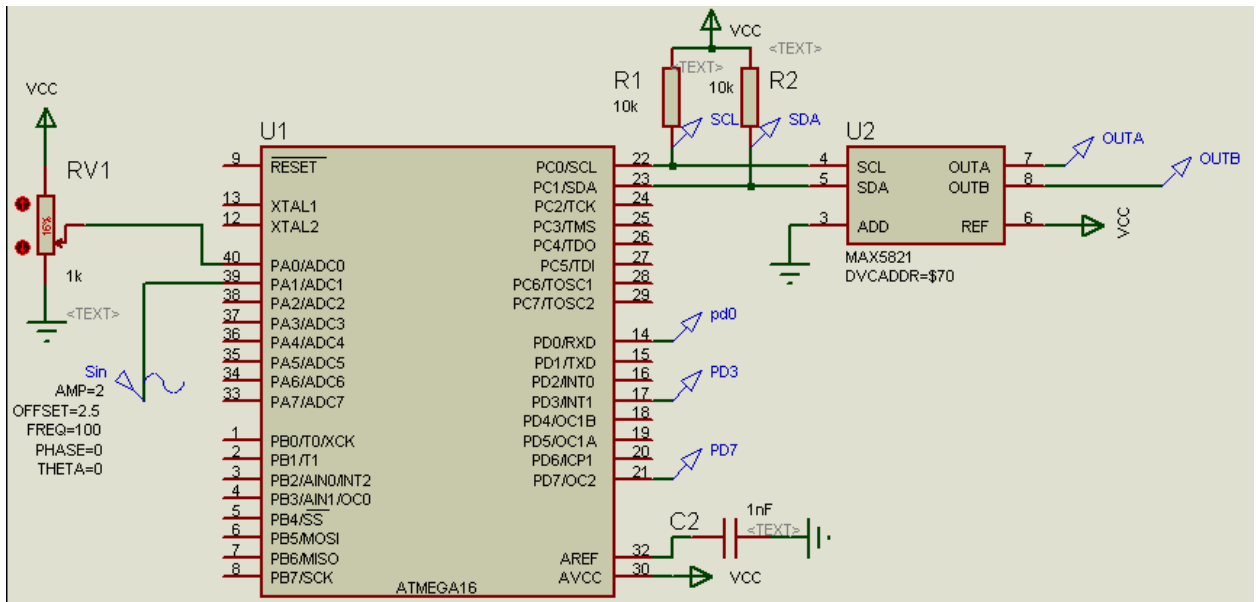 VCC
RV1
16%
1k
<TEXT>
Sin
AMP=2
OFFSET=2.5
FREQ=100
PHASE=0
THETA=0
U1
9 RESET
13 XTAL1
12 XTAL2
40 PA0/ADC0
39 PA1/ADC1
38 PA2/ADC2
37 PA3/ADC3
36 PA4/ADC4
35 PA5/ADC5
34 PA6/ADC6
33 PA7/ADC7
1 PB0/T0/XCK
2 PB1/T1
3 PB2/AIN0/INT2
4 PB3/AIN1/OC0
5 PB4/SS
6 PB5/MOSI
7 PB6/MISO
8 PB7/SCK
PC0/SCL 22
PC1/SDA 23
PC2/TCK 24
PC3/TMS 25
PC4/TDO 26
PC5/TDI 27
PC6/TOSC1 28
PC7/TOSC2 29
PD0/RXD 14
PD1/TXD 15
PD2/INT0 16
PD3/INT1 17
PD4/OC1B 18
PD5/OC1A 19
PD6/ICP1 20
PD7/OC2 21
AREF 32
AVCC 30
ATMEGA16
VCC
<TEXT>
R1
<TEXT>
10k
10k
R2
SCL
SDA
U2
4 SCL
5 SDA
3 ADD
OUTA 7
OUTB 8
REF 6
OUTA
OUTB
VCC
MAX5821
DVCADDR=$70
pd0
PD3
PD7
C2
1nF
<TEXT>
VCC